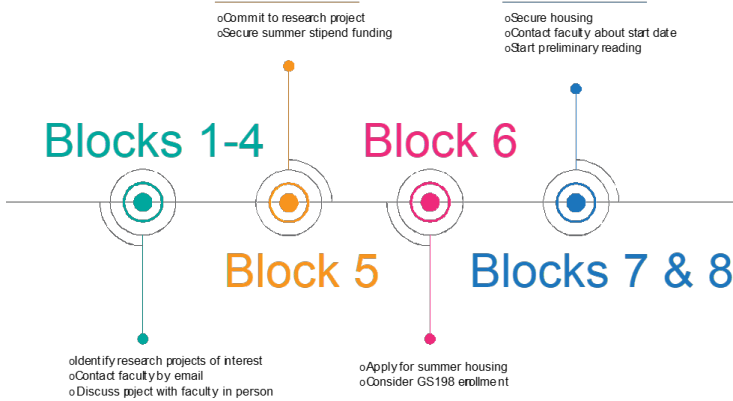 oCommit to research project
oSecure summer stipend funding
oSecure housing
oContact faculty about start date
oStart preliminary reading
Blocks 1-4
Block 6
Block 5
Blocks 7 & 8
oIdentify research projects of interest
oContact faculty by email
oDiscuss project with faculty in person
oApply for summer housing
oConsider GS198 enrollment